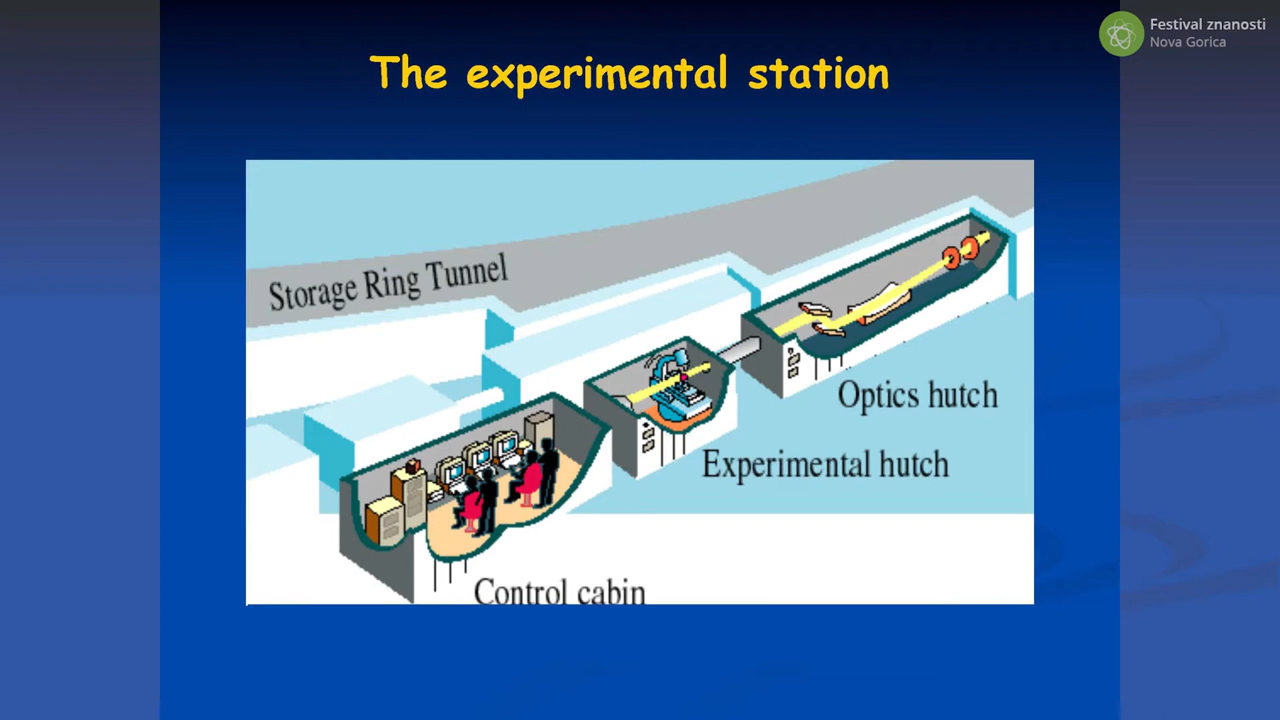 Festival znanosti
Nova Gorica
The experimental station
Storage Ring Tunnel
Optics hutch
Experimental hutch
Control cabin